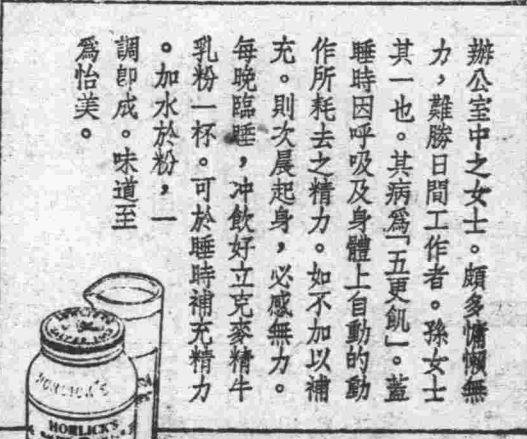 辦公室中之女士。頗多慵懶無
力，難勝日間工作者。孫女士
其一也。其病爲「五更飢」。蓋
睡時因呼吸及身體上自動的動
作所耗去之精力。如不加以補
充。則次晨起身，必感無力。
每晚臨睡，冲飲好立克麥精牛
乳粉一杯。可於睡時補充精力
。加水於粉，一
調卽成。味道至
爲怡美。
HORLICK'S
HORLICK'S